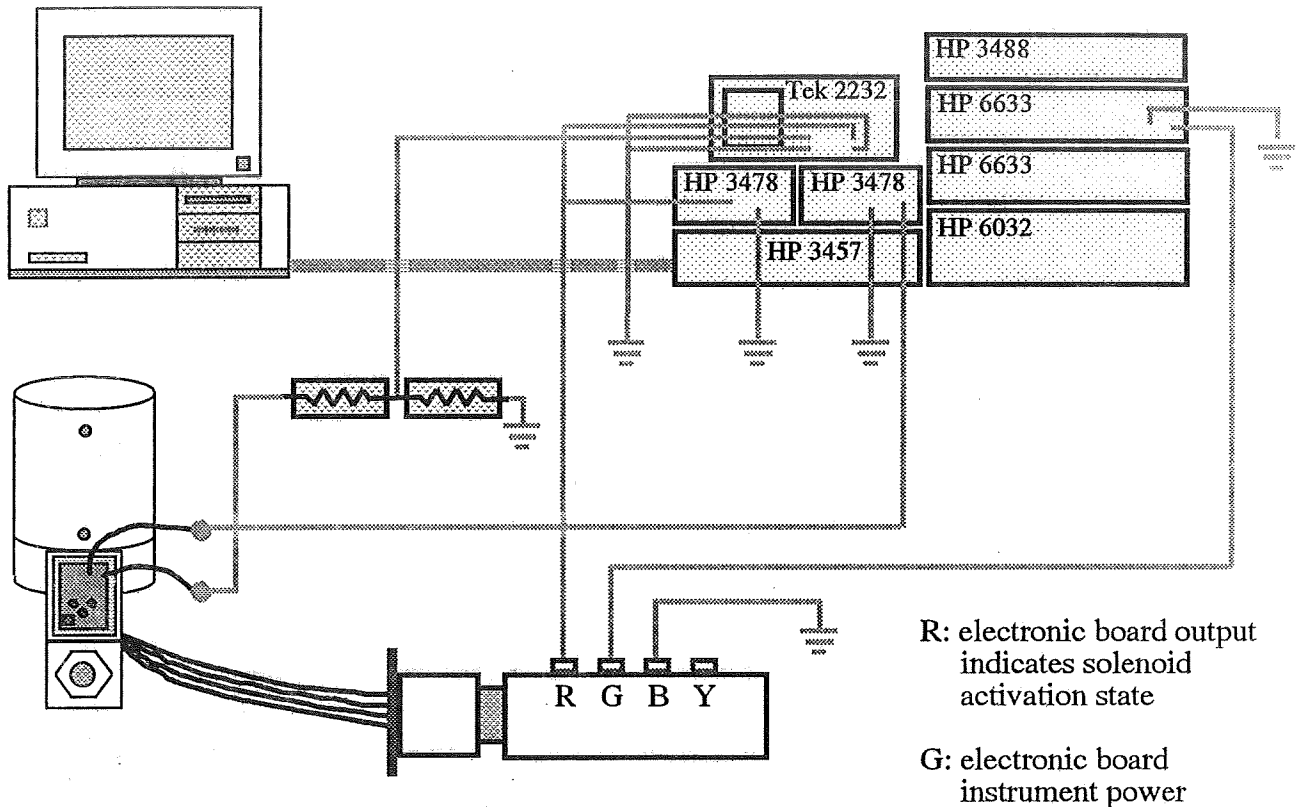 HP 3488
Tek 2232
HP 6633
HP 3478
HP 3478
HP 6633
HP 3457
HP 6032
R G B Y
R: electronic board output
indicates solenoid
activation state
G: electronic board
instrument power